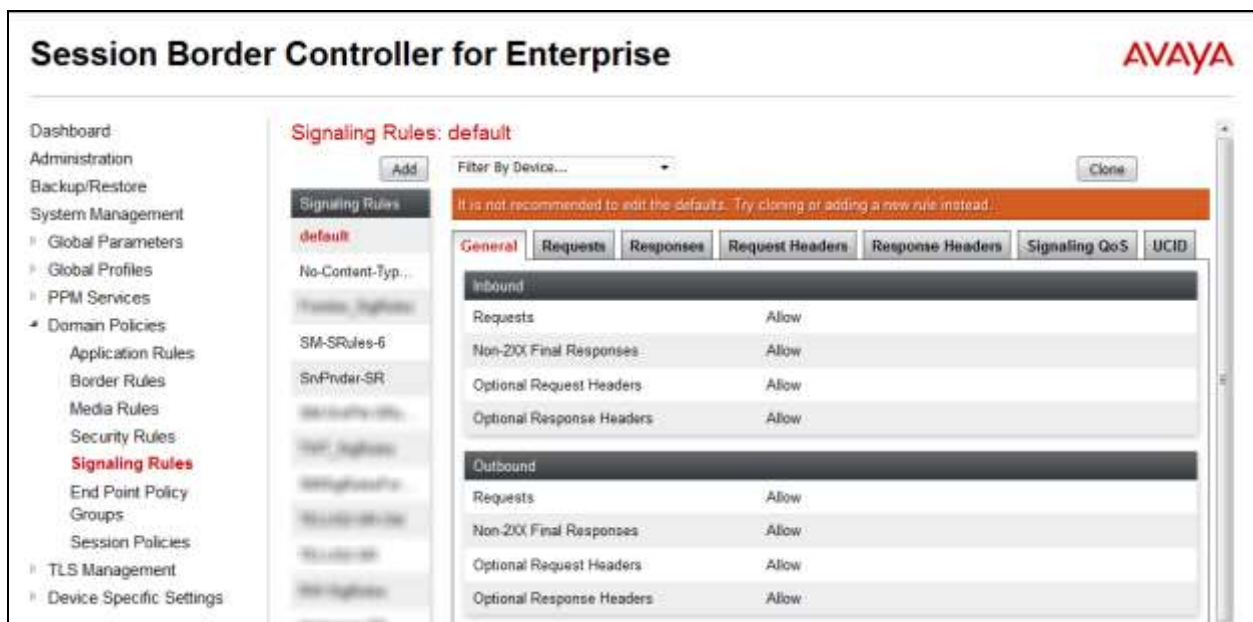 Session Border Controller for Enterprise
AVAYA
Dashboard
Administration
Backup/Restore
System Management
Global Parameters
Global Profiles
PPM Services
Domain Policies
Application Rules
Border Rules
Media Rules
Security Rules
Signaling Rules
End Point Policy
Groups
Session Policies
TLS Management
Device Specific Settings
Signaling Rules: default
Add
Filter By Device...
Clone
Signaling Rules
default
No-Content-Typ...
SM-SRules-6
SrvPrvder-SR
It is not recommended to edit the defaults. Try cloning or adding a new rule instead.
General Requests Responses Request Headers Response Headers Signaling QoS UCID
Inbound
Requests Allow
Non-2XX Final Responses Allow
Optional Request Headers Allow
Optional Response Headers Allow
Outbound
Requests Allow
Non-2XX Final Responses Allow
Optional Request Headers Allow
Optional Response Headers Allow